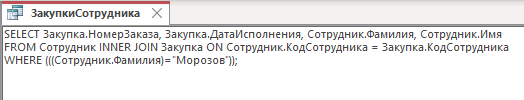 ЗакупкиСотрудника
SELECT Закупка.НомерЗаказа, Закупка.ДатаИсполнения, Сотрудник.Фамилия, Сотрудник.Имя
FROM Сотрудник INNER JOIN Закупка ON Сотрудник.КодСотрудника = Закупка.КодСотрудника
WHERE (((Сотрудник.Фамилия)="Морозов"));